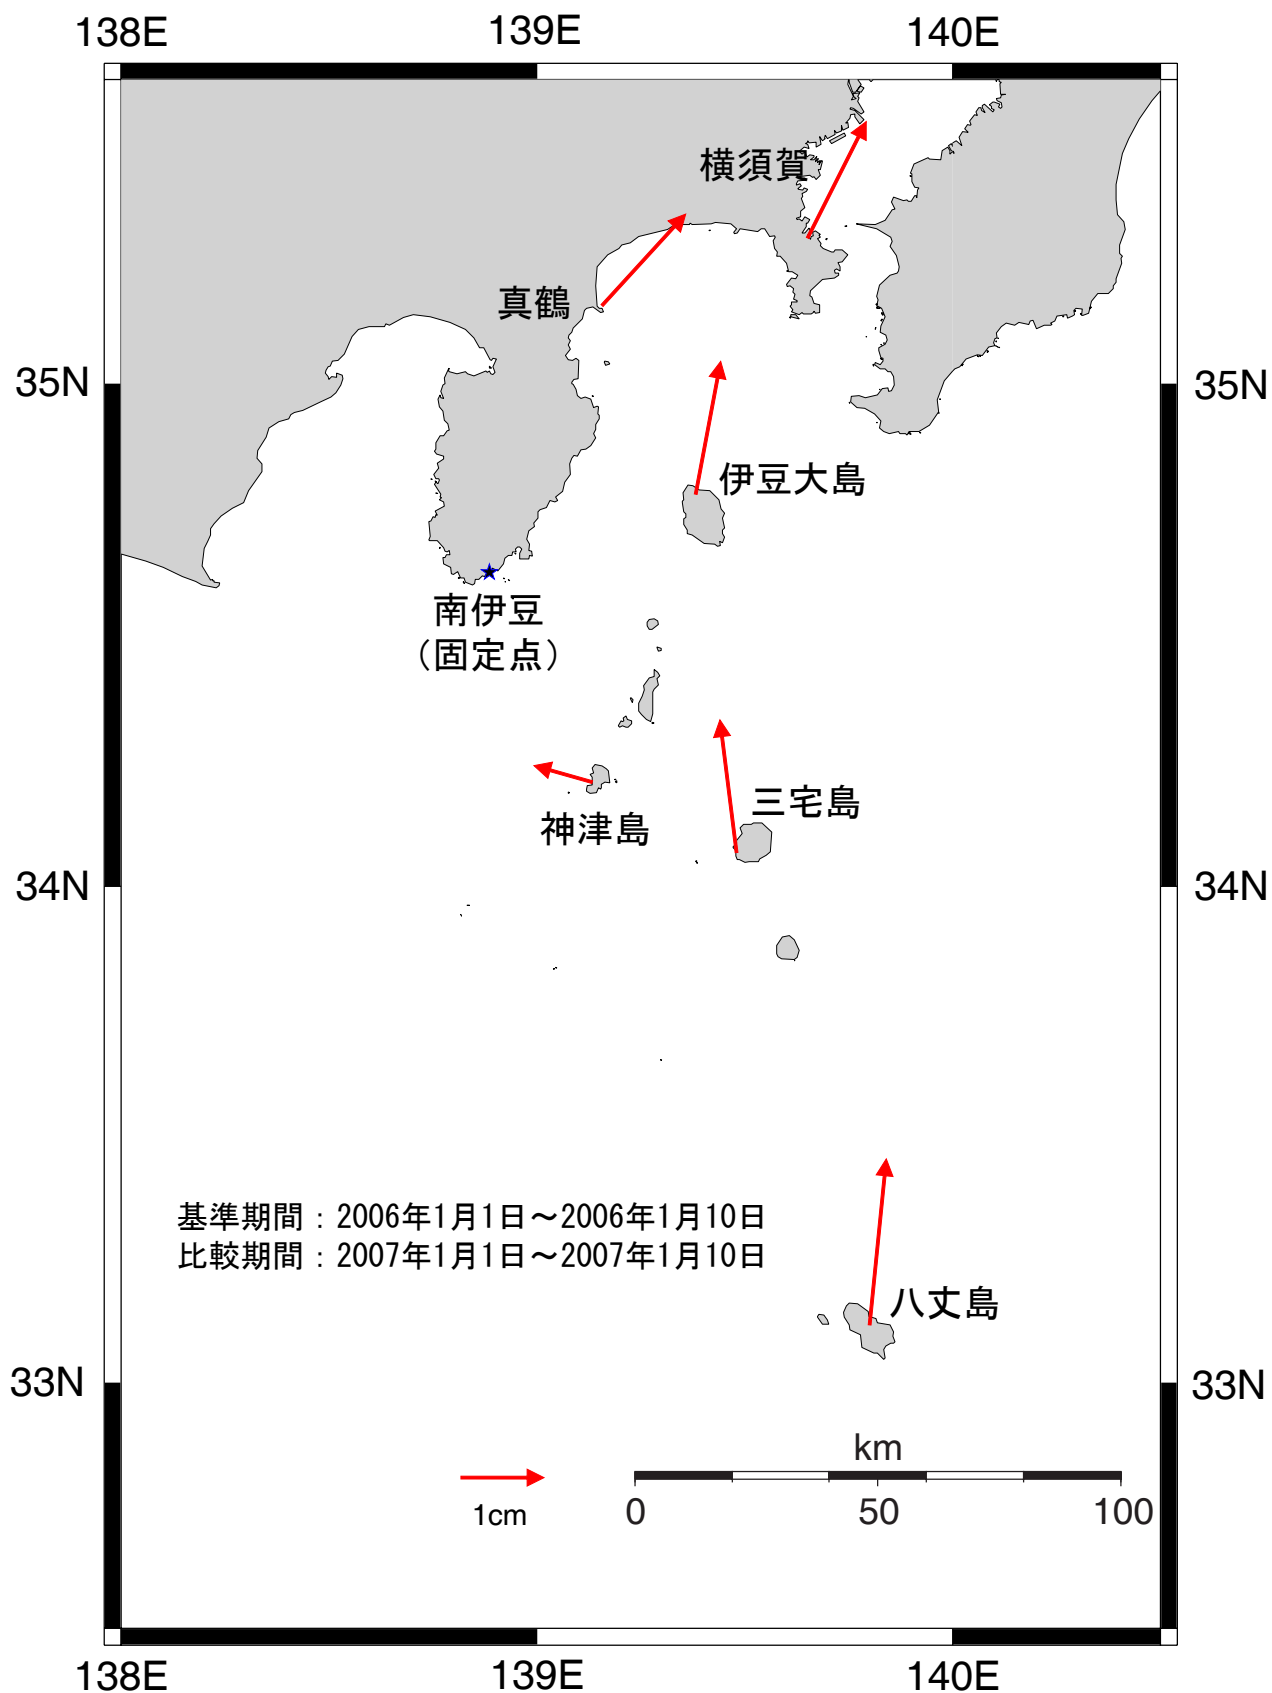 138E
139E
140E
横須賀
真鶴
35N
35N
伊豆大島
南伊豆
（固定点）
三宅島
神津島
34N
34N
基準期間：2006年1月1日～2006年1月10日
比較期間：2007年1月1日～2007年1月10日
八丈島
33N
33N
km
1cm
0
50
100
138E
139E
140E